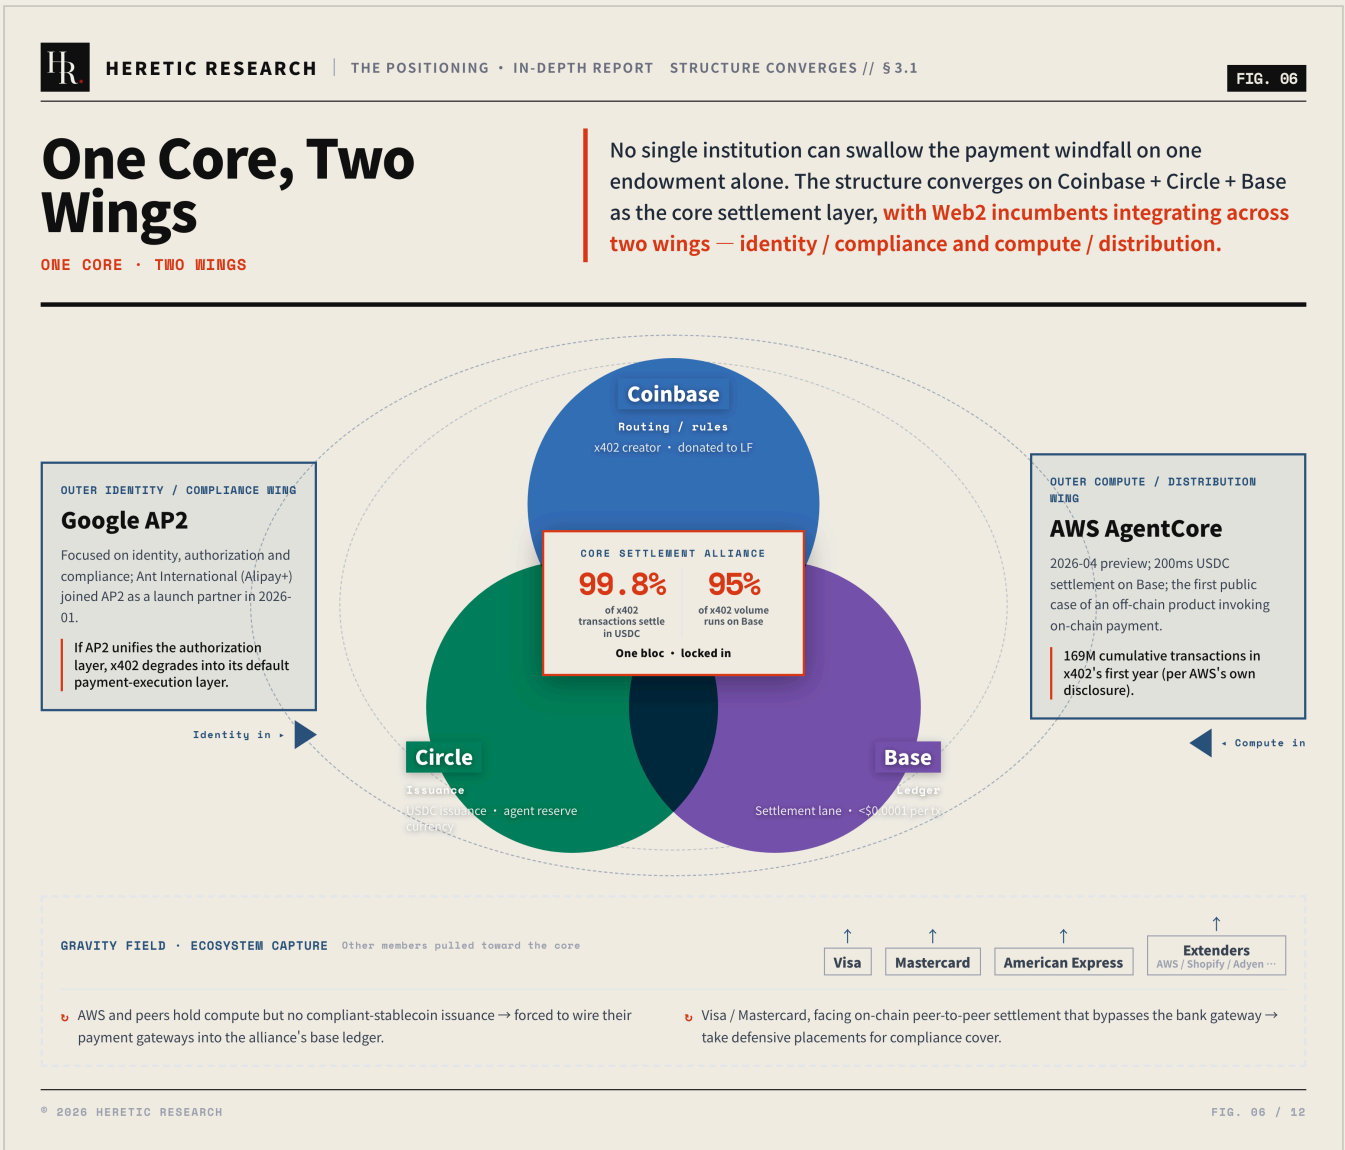 HR.
HERETIC RESEARCH
THE POSITIONING • IN-DEPTH REPORT STRUCTURE CONVERGES // §3.1
FIG. 06
One Core, Two
Wings
ONE CORE · TWO WINGS
No single institution can swallow the payment windfall on one
endowment alone. The structure converges on Coinbase + Circle + Base
as the core settlement layer, with Web2 incumbents integrating across
two wings — identity / compliance and compute / distribution.
Coinbase
Routing / rules
x402 creator • donated to LF
OUTER IDENTITY / COMPLIANCE WING
Google AP2
Focused on identity, authorization and
compliance; Ant International (Alipay+)
joined AP2 as a launch partner in 2026-
01.
If AP2 unifies the authorization
layer, x402 degrades into its default
payment-execution layer.
Identity in ▸
CORE SETTLEMENT ALLIANCE
99.8%
of x402
transactions settle
in USDC
95%
of x402 volume
runs on Base
One bloc • locked in
OUTER COMPUTE / DISTRIBUTION
WING
AWS AgentCore
2026-04 preview; 200ms USDC
settlement on Base; the first public
case of an off-chain product invoking
on-chain payment.
169M cumulative transactions in
x402's first year (per AWS's own
disclosure).
◂ Compute in
Circle
Issuance
USDC issuance • agent reserve
currency
Base
Ledger
Settlement lane • <$0.0001 per tx
GRAVITY FIELD · ECOSYSTEM CAPTURE
Other members pulled toward the core
↑
Visa
↑
Mastercard
↑
American Express
↑
Extenders
AWS / Shopify / Adyen ···
↻ AWS and peers hold compute but no compliant-stablecoin issuance → forced to wire their
payment gateways into the alliance's base ledger.
↻ Visa / Mastercard, facing on-chain peer-to-peer settlement that bypasses the bank gateway →
take defensive placements for compliance cover.
© 2026 HERETIC RESEARCH
FIG. 06 / 12